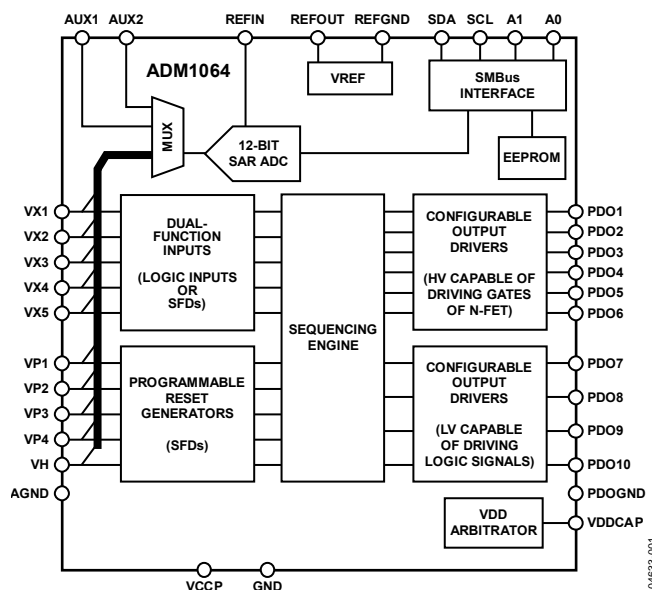 AUX1 AUX2 REFIN REFOUT REFGND SDA SCL A1 A0
ADM1064
VREF
SMBus
INTERFACE
MUX
12-BIT
SAR ADC
EEPROM
VX1
VX2
VX3
VX4
VX5
DUAL-
FUNCTION
INPUTS
(LOGIC INPUTS
OR
SFDs)
SEQUENCING
ENGINE
CONFIGURABLE
OUTPUT
DRIVERS
(HV CAPABLE OF
DRIVING GATES
OF N-FET)
PDO1
PDO2
PDO3
PDO4
PDO5
PDO6
VP1
VP2
VP3
VP4
VH
AGND
PROGRAMMABLE
RESET
GENERATORS
(SFDs)
CONFIGURABLE
OUTPUT
DRIVERS
(LV CAPABLE
OF DRIVING
LOGIC SIGNALS)
PDO7
PDO8
PDO9
PDO10
PDOGND
VDD
ARBITRATOR
VDDCAP
VCCP GND
04633-001